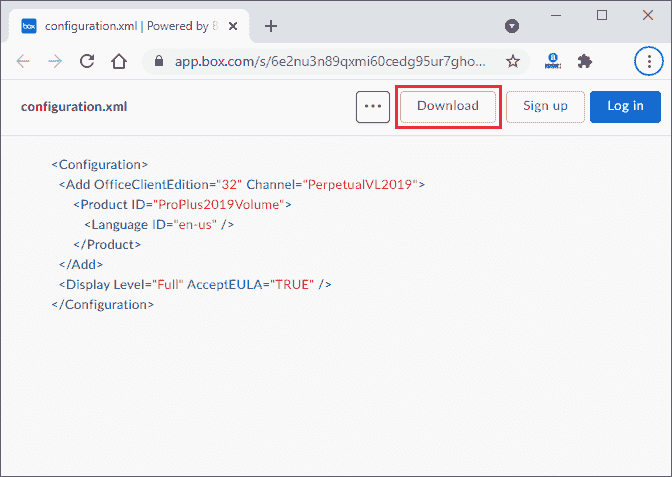 box configuration.xml | Powered by B
app.box.com/s/6e2nu3n89qxmi60cedg95ur7gho...
configuration.xml
... Download Sign up Log in
<Configuration>
<Add OfficeClientEdition="32" Channel="PerpetualVL2019">
<Product ID="ProPlus2019Volume">
<Language ID="en-us" />
</Product>
</Add>
<Display Level="Full" AcceptEULA="TRUE" />
</Configuration>